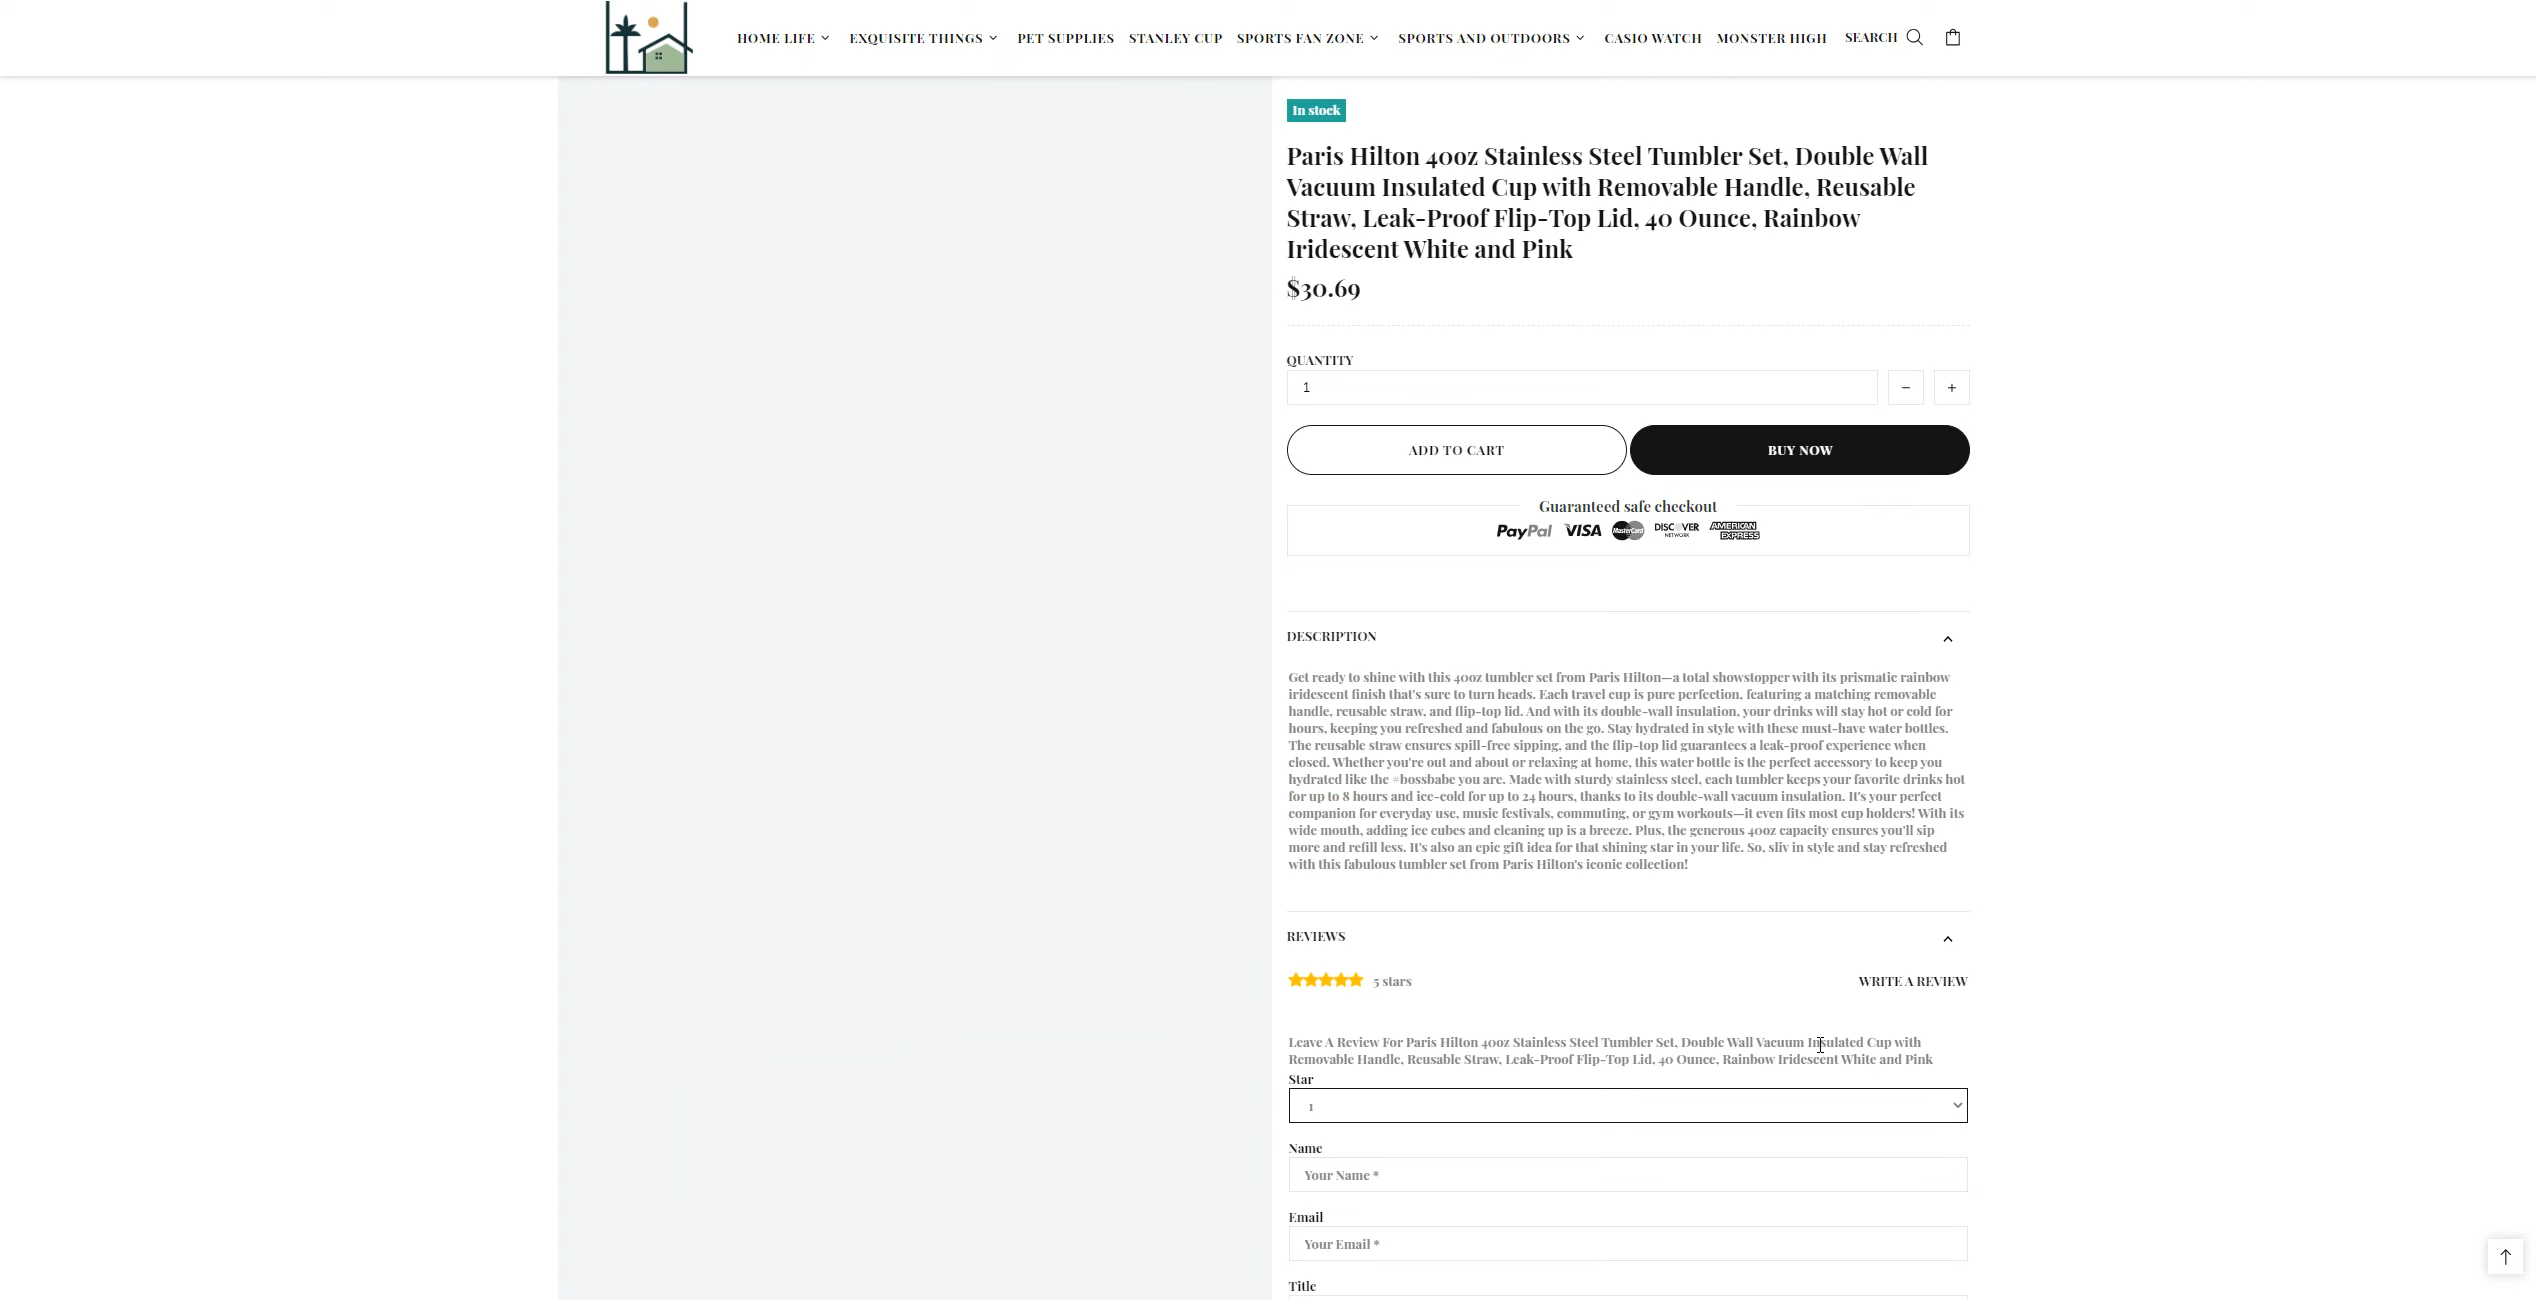 HOME LIFE EXQUISITE THINGS PET SUPPLIES STANLEY CUP SPORTS FAN ZONE SPORTS AND OUTDOORS CASIO WATCH MONSTER HIGH SEARCH
In stock
Paris Hilton 40oz Stainless Steel Tumbler Set, Double Wall
Vacuum Insulated Cup with Removable Handle, Reusable
Straw, Leak-Proof Flip-Top Lid, 40 Ounce, Rainbow
Iridescent White and Pink
$30.69
QUANTITY
1 − +
ADD TO CART BUY NOW
Guaranteed safe checkout
PayPal VISA MasterCard DISCOVER NETWORK AMERICAN EXPRESS
DESCRIPTION
Get ready to shine with this 40oz tumbler set from Paris Hilton—a total showstopper with its prismatic rainbow
iridescent finish that's sure to turn heads. Each travel cup is pure perfection, featuring a matching removable
handle, reusable straw, and flip-top lid. And with its double-wall insulation, your drinks will stay hot or cold for
hours, keeping you refreshed and fabulous on the go. Stay hydrated in style with these must-have water bottles.
The reusable straw ensures spill-free sipping, and the flip-top lid guarantees a leak-proof experience when
closed. Whether you're out and about or relaxing at home, this water bottle is the perfect accessory to keep you
hydrated like the #bossbabe you are. Made with sturdy stainless steel, each tumbler keeps your favorite drinks hot
for up to 8 hours and ice-cold for up to 24 hours, thanks to its double-wall vacuum insulation. It's your perfect
companion for everyday use, music festivals, commuting, or gym workouts—it even fits most cup holders! With its
wide mouth, adding ice cubes and cleaning up is a breeze. Plus, the generous 40oz capacity ensures you'll sip
more and refill less. It's also an epic gift idea for that shining star in your life. So, sliv in style and stay refreshed
with this fabulous tumbler set from Paris Hilton's iconic collection!
REVIEWS
5 stars WRITE A REVIEW
Leave A Review For Paris Hilton 40oz Stainless Steel Tumbler Set, Double Wall Vacuum Insulated Cup with
Removable Handle, Reusable Straw, Leak-Proof Flip-Top Lid, 40 Ounce, Rainbow Iridescent White and Pink
Star
1
Name
Your Name *
Email
Your Email *
Title